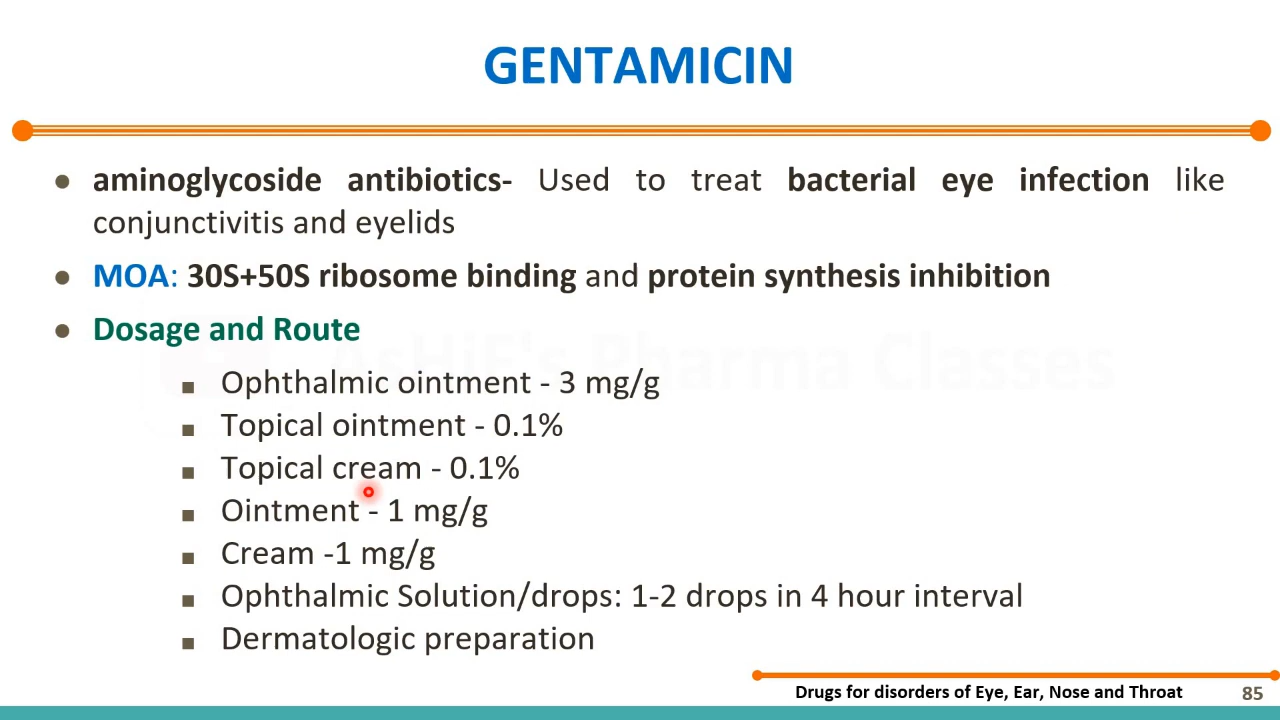 GENTAMICIN
● aminoglycoside antibiotics- Used to treat bacterial eye infection like
conjunctivitis and eyelids
● MOA: 30S+50S ribosome binding and protein synthesis inhibition
● Dosage and Route
■ Ophthalmic ointment - 3 mg/g
■ Topical ointment - 0.1%
■ Topical cream - 0.1%
■ Ointment - 1 mg/g
■ Cream -1 mg/g
■ Ophthalmic Solution/drops: 1-2 drops in 4 hour interval
■ Dermatologic preparation
AsHiF's Pharma Classes
Drugs for disorders of Eye, Ear, Nose and Throat 85